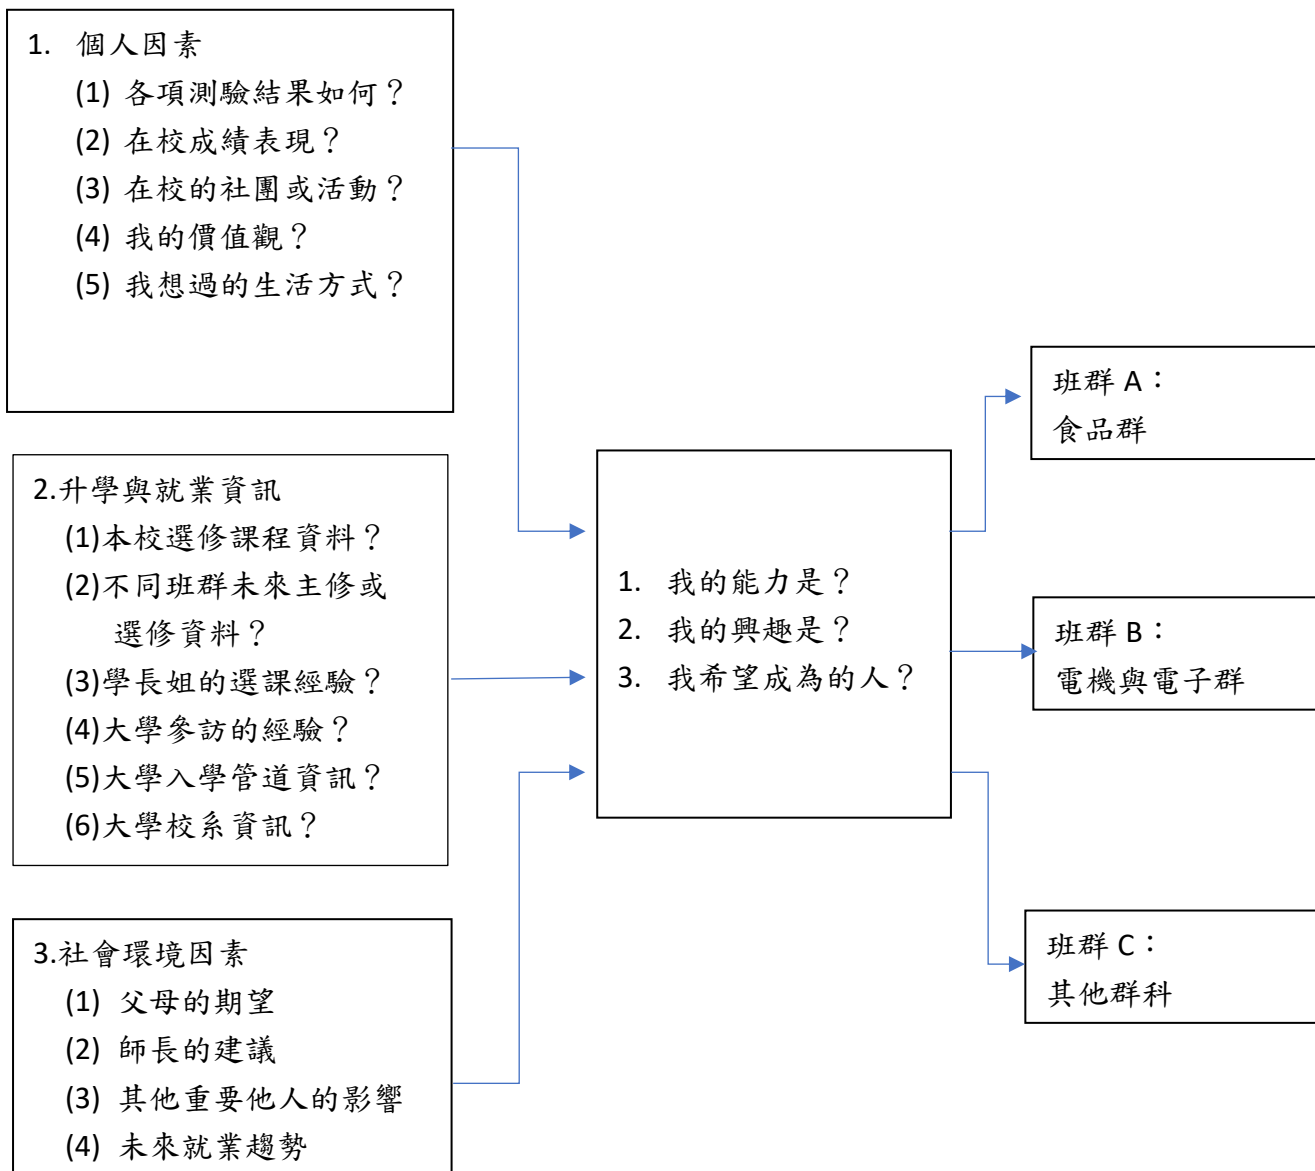 1. 個人因素
(1) 各項測驗結果如何？
(2) 在校成績表現？
(3) 在校的社團或活動？
(4) 我的價值觀？
(5) 我想過的生活方式？
2.升學與就業資訊
(1)本校選修課程資料？
(2)不同班群未來主修或
選修資料？
(3)學長姐的選課經驗？
(4)大學參訪的經驗？
(5)大學入學管道資訊？
(6)大學校系資訊？
3.社會環境因素
(1) 父母的期望
(2) 師長的建議
(3) 其他重要他人的影響
(4) 未來就業趨勢
1. 我的能力是？
2. 我的興趣是？
3. 我希望成為的人？
班群 A：
食品群
班群 B：
電機與電子群
班群 C：
其他群科